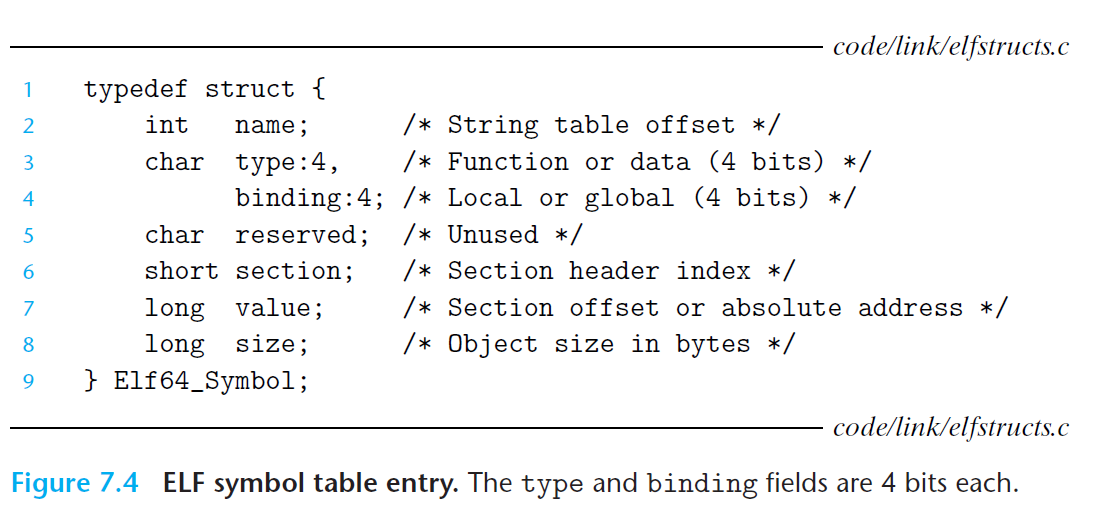 code/link/elfstructs.c
1 typedef struct {
2 int name; /* String table offset */
3 char type:4, /* Function or data (4 bits) */
4 binding:4; /* Local or global (4 bits) */
5 char reserved; /* Unused */
6 short section; /* Section header index */
7 long value; /* Section offset or absolute address */
8 long size; /* Object size in bytes */
9 } Elf64_Symbol;
code/link/elfstructs.c
Figure 7.4 ELF symbol table entry. The type and binding fields are 4 bits each.